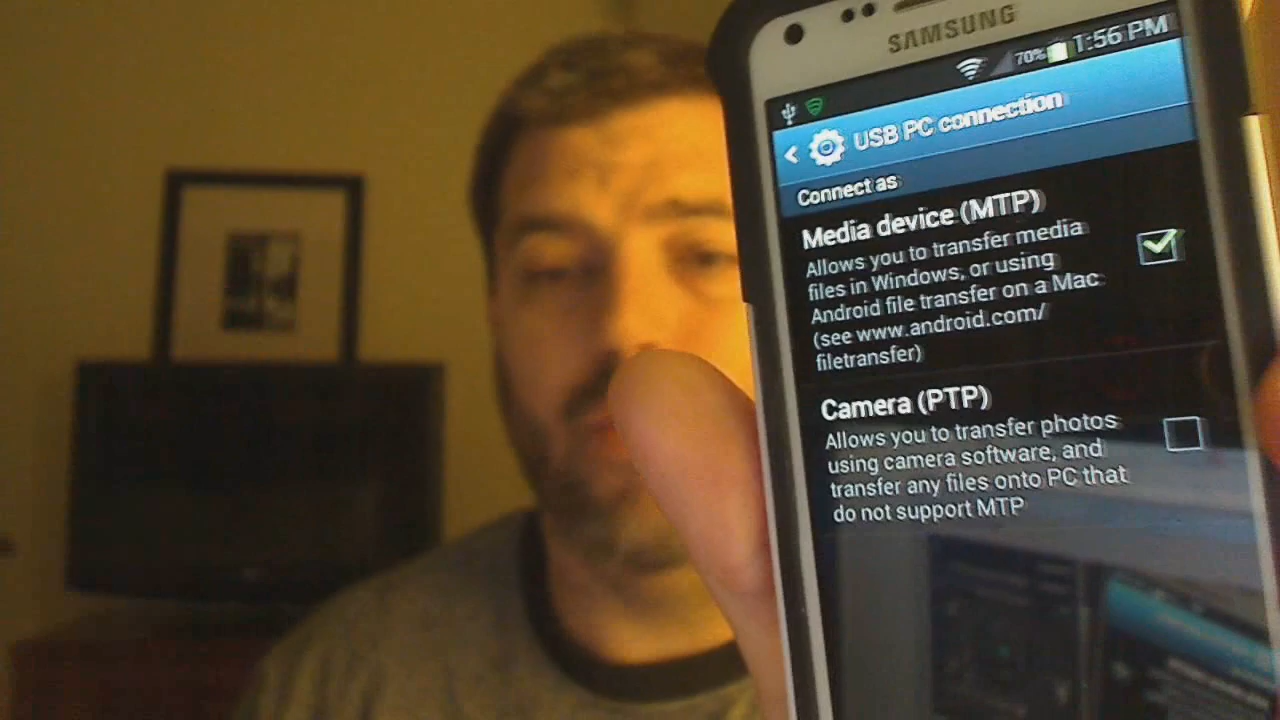 SAMSUNG
70% 1:56 PM
USB PC connection
Connect as
Media device (MTP)
Allows you to transfer media
files in Windows, or using
Android file transfer on a Mac
(see www.android.com/
filetransfer)
Camera (PTP)
Allows you to transfer photos
using camera software, and
transfer any files onto PC that
do not support MTP